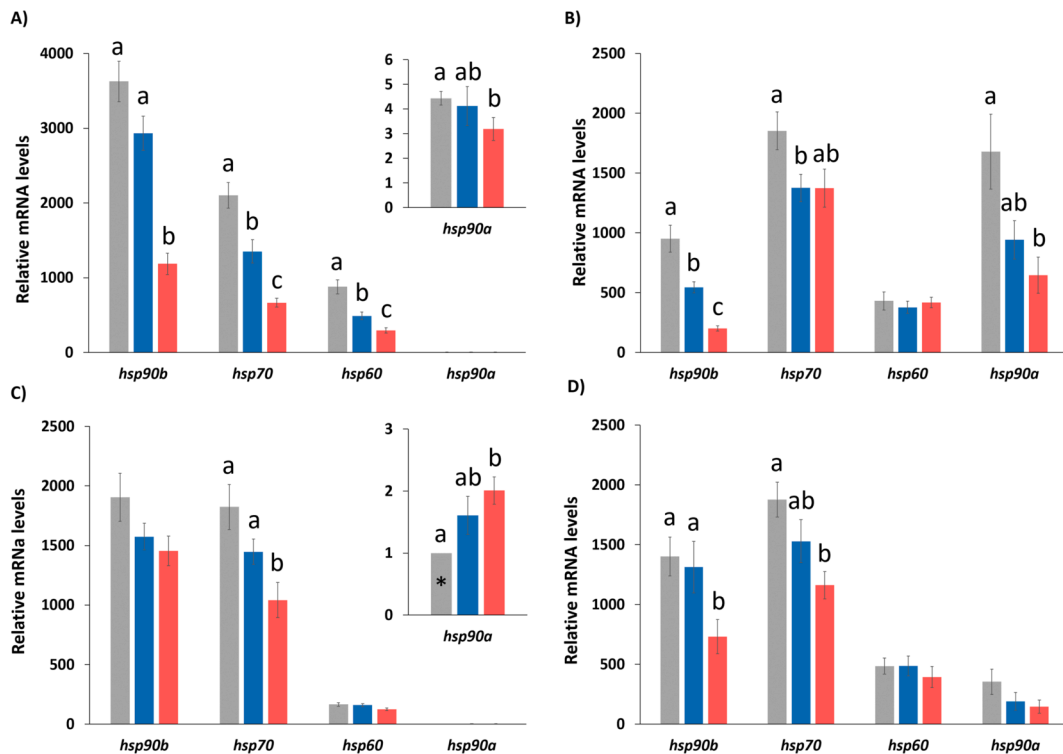 A)
Relative mRNA levels
4000
3000
2000
1000
0
a
a
b
a
b
c
a
b
c
hsp90b
hsp70
hsp60
hsp90a
6
5
4
3
2
1
0
a
ab
b
hsp90a
B)
Relative mRNA levels
2500
2000
1500
1000
500
0
a
b
c
a
b
ab
a
ab
b
hsp90b
hsp70
hsp60
hsp90a
C)
Relative mRNa levels
2500
2000
1500
1000
500
0
a
a
b
hsp90b
hsp70
hsp60
hsp90a
3
2
1
0
a
*
ab
b
hsp90a
D)
Relative mRNA levels
2500
2000
1500
1000
500
0
a
a
b
a
ab
b
hsp90b
hsp70
hsp60
hsp90a